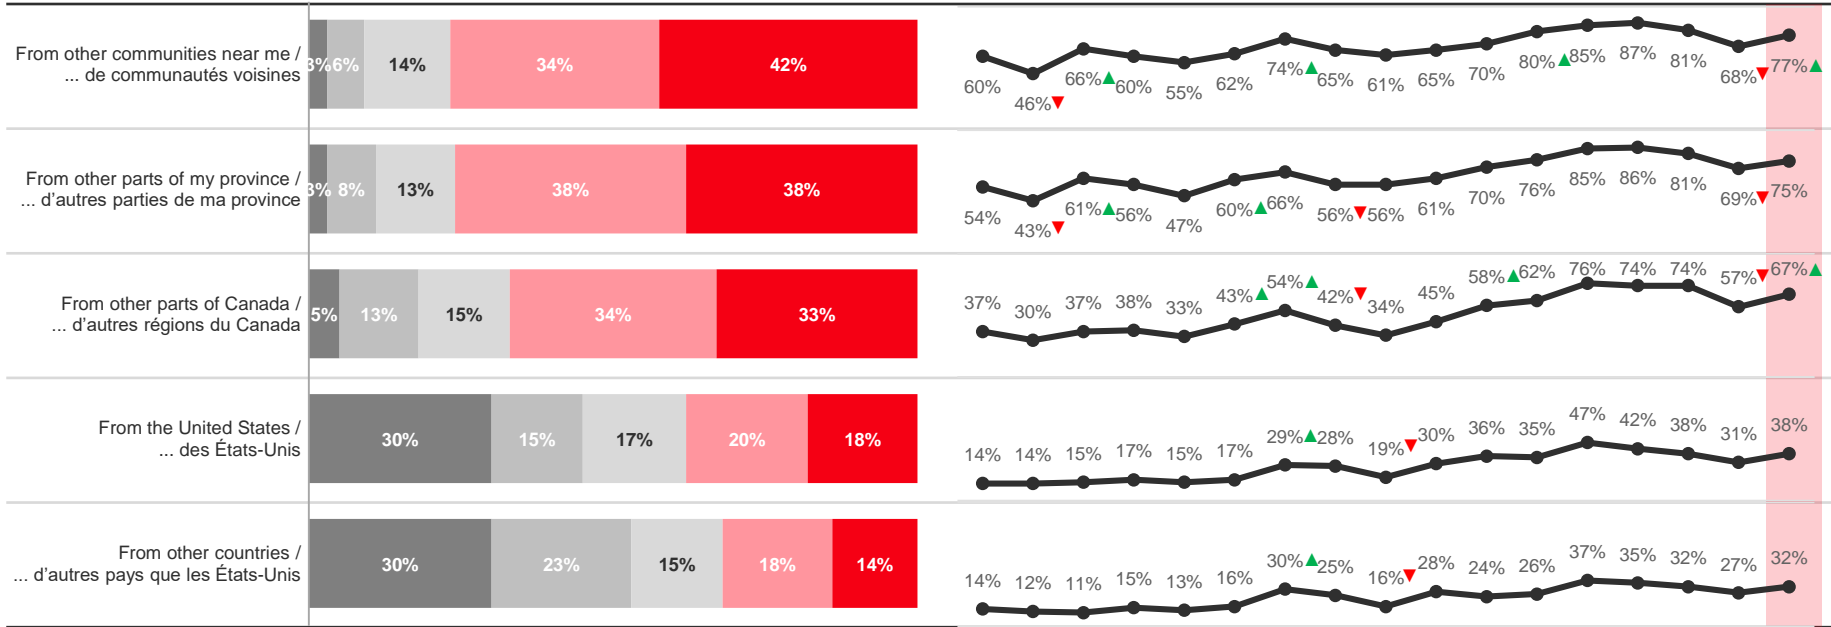 From other communities near me /
... de communautés voisines
3% 6% 14% 34% 42%
60% 46%▼ 66%▲ 60% 55% 62% 74%▲ 65% 61% 65% 70% 80%▲ 85% 87% 81% 68%▼ 77%▲
From other parts of my province /
... d'autres parties de ma province
3% 8% 13% 38% 38%
54% 43%▼ 61%▲ 56% 47% 60%▲ 66% 56%▼ 56% 61% 70% 76% 85% 86% 81% 69%▼ 75%
From other parts of Canada /
... d'autres régions du Canada
5% 13% 15% 34% 33%
37% 30% 37% 38% 33% 43%▲ 54%▲ 42%▼ 34% 45% 58%▲ 62% 76% 74% 74% 57%▼ 67%▲
From the United States /
... des États-Unis
30% 15% 17% 20% 18%
14% 14% 15% 17% 15% 17% 29%▲ 28% 19%▼ 30% 36% 35% 47% 42% 38% 31% 38%
From other countries /
... d'autres pays que les États-Unis
30% 23% 15% 18% 14%
14% 12% 11% 15% 13% 16% 30%▲ 25% 16%▼ 28% 24% 26% 37% 35% 32% 27% 32%